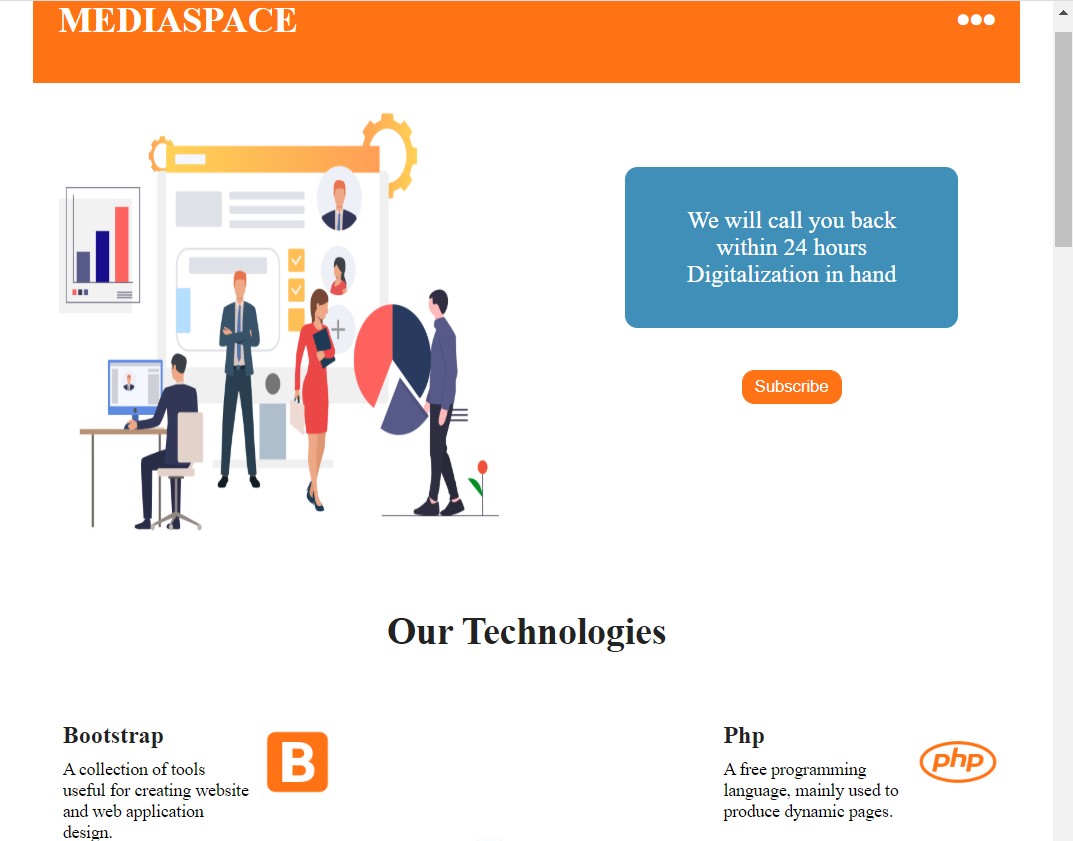 MEDIASPACE
We will call you back
within 24 hours
Digitalization in hand
Subscribe
Our Technologies
Bootstrap
A collection of tools
useful for creating website
and web application
design.
B
Php
A free programming
language, mainly used to
produce dynamic pages.
php